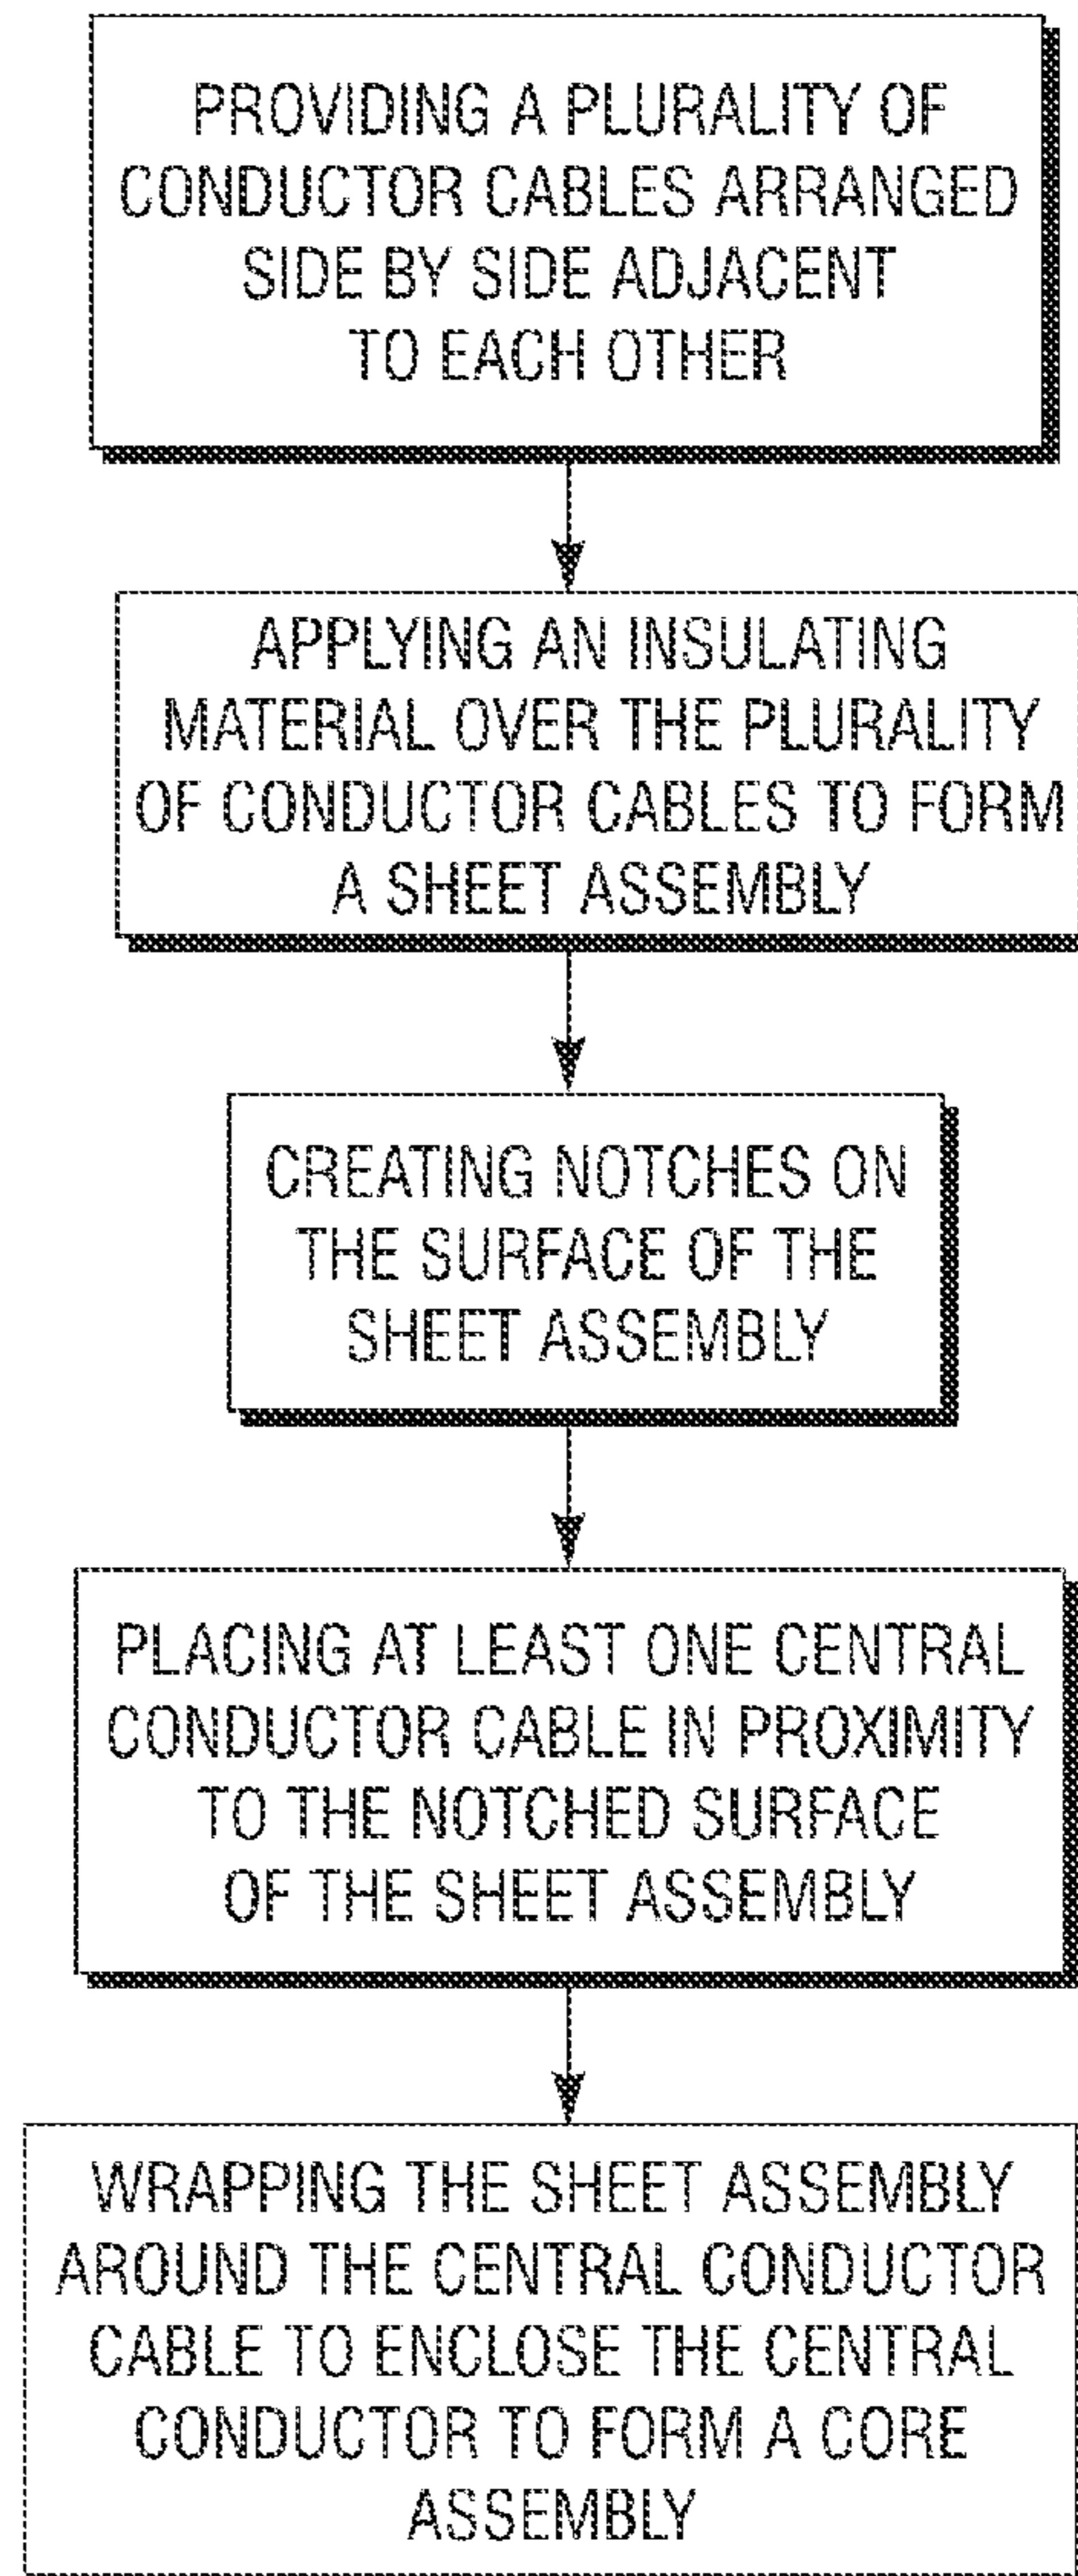 PROVIDING A PLURALITY OF
CONDUCTOR CABLES ARRANGED
SIDE BY SIDE ADJACENT
TO EACH OTHER
APPLYING AN INSULATING
MATERIAL OVER THE PLURALITY
OF CONDUCTOR CABLES TO FORM
A SHEET ASSEMBLY
CREATING NOTCHES ON
THE SURFACE OF THE
SHEET ASSEMBLY
PLACING AT LEAST ONE CENTRAL
CONDUCTOR CABLE IN PROXIMITY
TO THE NOTCHED SURFACE
OF THE SHEET ASSEMBLY
WRAPPING THE SHEET ASSEMBLY
AROUND THE CENTRAL CONDUCTOR
CABLE TO ENCLOSE THE CENTRAL
CONDUCTOR TO FORM A CORE
ASSEMBLY